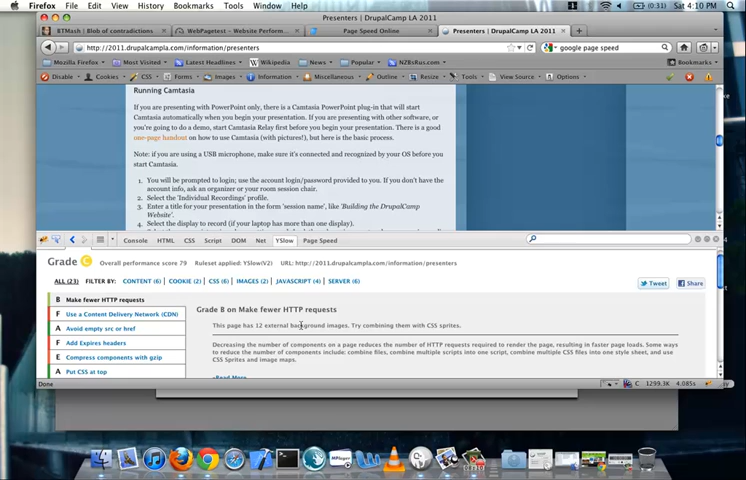 Firefox File Edit View History Bookmarks Tools Window Help (0:31) Sat 4:10 PM
Presenters | DrupalCamp LA 2011
BTMash | Blog of contradictions WebPagetest - Website Perform... Page Speed Online Presenters | DrupalCamp LA 2011
http://2011.drupalcampla.com/information/presenters google page speed
Mozilla Firefox Most Visited Latest Headlines Wikipedia News Popular NZBsRus.com Bookmarks
Disable Cookies CSS Forms Images Information Miscellaneous Outline Resize Tools View Source Options
Running Camtasia
If you are presenting with PowerPoint only, there is a Camtasia PowerPoint plug-in that will start
Camtasia automatically when you begin your presentation. If you are presenting with other software, or
you're going to do a demo, start Camtasia Relay first before you begin your presentation. There is a good
one-page handout on how to use Camtasia (with pictures!), but here is the basic process.
Note: if you are using a USB microphone, make sure it's connected and recognized by your OS before you
start Camtasia.
1. You will be prompted to login; use the account login/password provided to you. If you don't have the
account info, ask an organizer or your room session chair.
2. Select the 'Individual Recordings' profile.
3. Enter a title for your presentation in the form 'session name', like 'Building the DrupalCamp
Website'.
4. Select the display to record (if your laptop has more than one display).
Console HTML CSS Script DOM Net YSlow Page Speed
Grade C Overall performance score 79 Ruleset applied: YSlow(V2) URL: http://2011.drupalcampla.com/information/presenters
ALL (23) FILTER BY: CONTENT (6) COOKIE (2) CSS (6) IMAGES (2) JAVASCRIPT (4) SERVER (6) Tweet Share
B Make fewer HTTP requests
F Use a Content Delivery Network (CDN)
A Avoid empty src or href
F Add Expires headers
E Compress components with gzip
A Put CSS at top
Grade B on Make fewer HTTP requests
This page has 12 external background images. Try combining them with CSS sprites.
Decreasing the number of components on a page reduces the number of HTTP requests required to render the page, resulting in faster page loads. Some
ways to reduce the number of components include: combine files, combine multiple scripts into one script, combine multiple CSS files into one style sheet, and use
CSS Sprites and image maps.
»Read More
Done C 1299.3K 4.085s